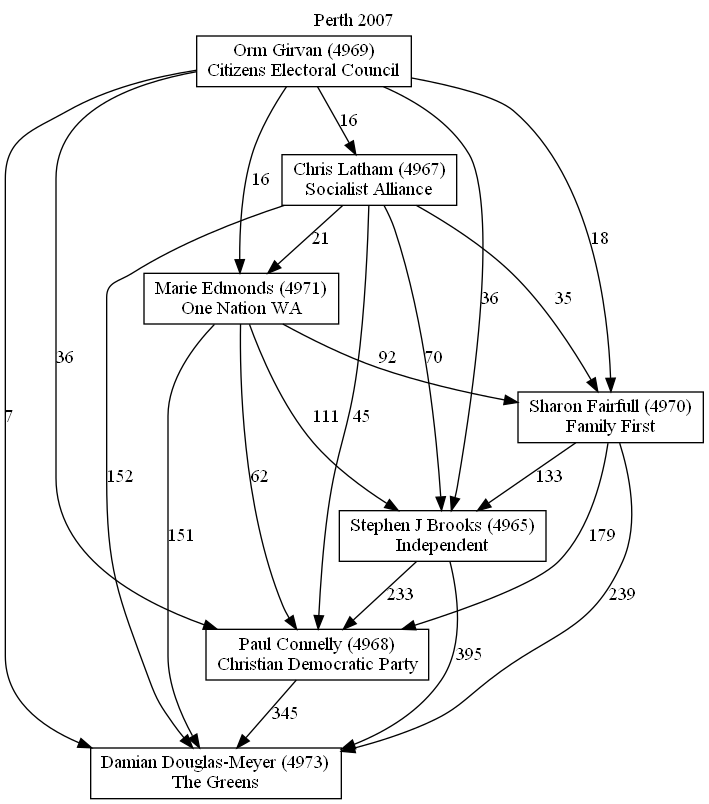 Perth 2007
Orm Girvan (4969)
Citizens Electoral Council
16
Chris Latham (4967)
Socialist Alliance
16
21
18
Marie Edmonds (4971)
One Nation WA
36
35
36
92
70
7
111
45
Sharon Fairfull (4970)
Family First
152
62
133
Stephen J Brooks (4965)
Independent
151
179
233
239
Paul Connelly (4968)
Christian Democratic Party
395
345
Damian Douglas-Meyer (4973)
The Greens